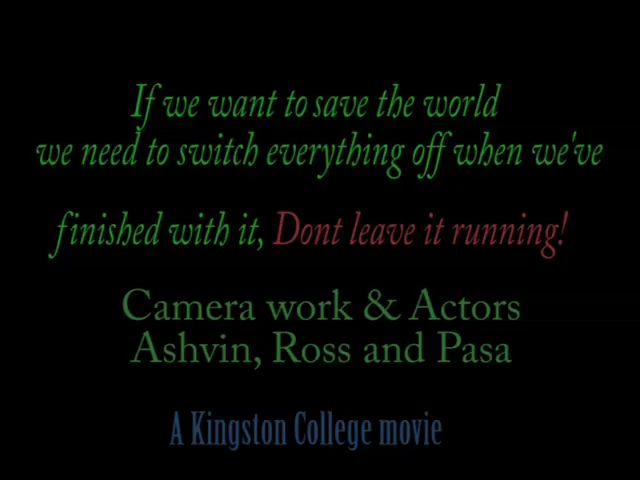 If we want to save the world
we need to switch everything off when we've
finished with it, Dont leave it running!
Camera work & Actors
Ashvin, Ross and Pasa
A Kingston College movie